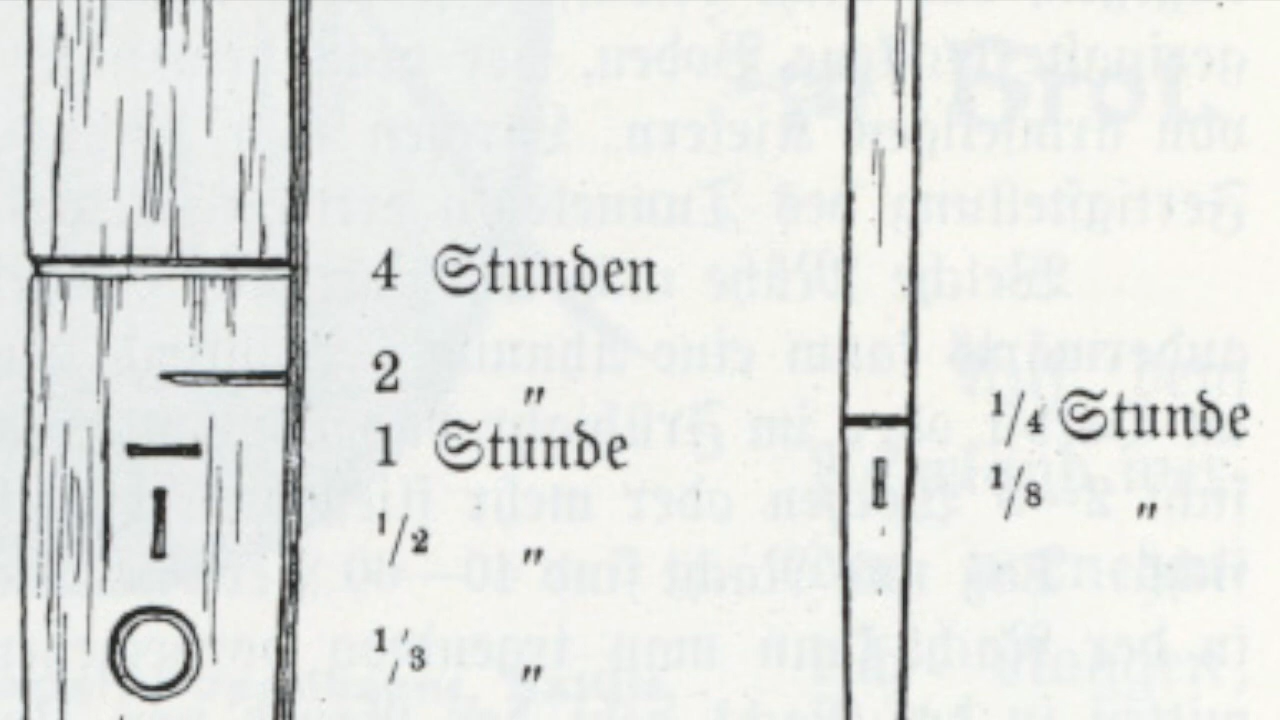 4 Stunden
2 „
1 Stunde
1/2 „
1/3 „
1/4 Stunde
1/8 „